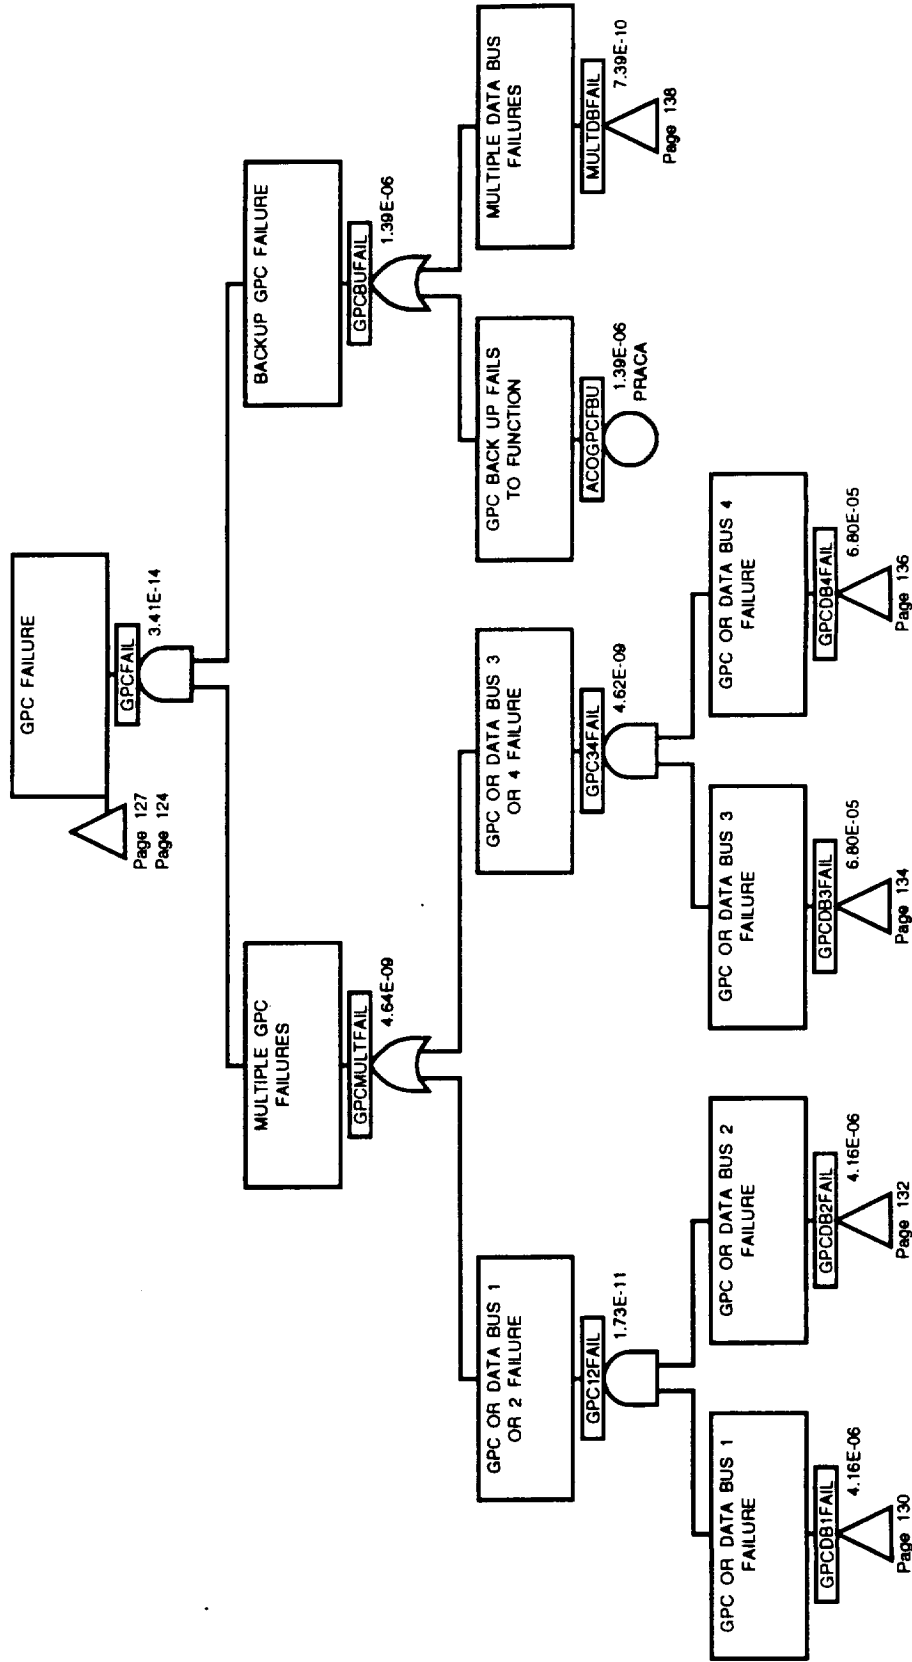 GPC FAILURE
GPCFAIL
3.41E-14
Page 127
Page 124
MULTIPLE GPC
FAILURES
GPCMULTFAIL
4.64E-09
BACKUP GPC FAILURE
GPCBUFAIL
1.39E-06
GPC OR DATA BUS 1
OR 2 FAILURE
GPC12FAIL
1.73E-11
GPC OR DATA BUS 3
OR 4 FAILURE
GPC34FAIL
4.62E-09
GPC BACK UP FAILS
TO FUNCTION
ACOGPCFBU
1.39E-06
PRACA
MULTIPLE DATA BUS
FAILURES
MULTDBFAIL
7.39E-10
Page 138
GPC OR DATA BUS 1
FAILURE
GPCDB1FAIL
4.16E-06
Page 130
GPC OR DATA BUS 2
FAILURE
GPCDB2FAIL
4.16E-06
Page 132
GPC OR DATA BUS 3
FAILURE
GPCDB3FAIL
6.80E-05
Page 134
GPC OR DATA BUS 4
FAILURE
GPCDB4FAIL
6.80E-05
Page 136